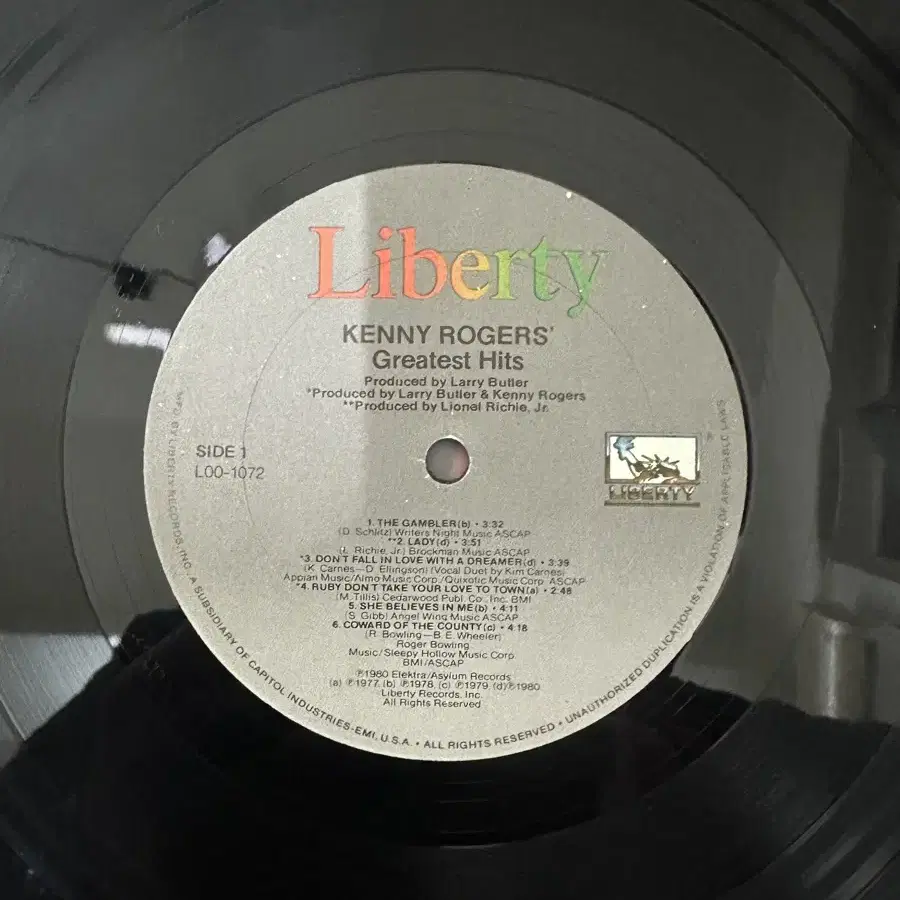 Liberty
KENNY ROGERS'
Greatest Hits
Produced by Larry Butler
*Produced by Larry Butler & Kenny Rogers
**Produced by Lionel Richie, Jr.
SIDE 1
LOO-1072
LIBERTY
®
1. THE GAMBLER(b) • 3:32
(D. Schlitz) Writers Night Music ASCAP
**2. LADY(d) • 3:51
(L. Richie, Jr.) Brockman Music ASCAP
*3. DON'T FALL IN LOVE WITH A DREAMER(d) • 3:39
(K. Carnes—D. Ellingson) (Vocal Duet by Kim Carnes)
Appian Music/Almo Music Corp./Quixotic Music Corp. ASCAP
*4. RUBY DON'T TAKE YOUR LOVE TO TOWN(a) • 2:48
(M. Tillis) Cedarwood Publ. Co., Inc. BMI
5. SHE BELIEVES IN ME(b) • 4:11
(S. Gibb) Angel Wing Music ASCAP
6. COWARD OF THE COUNTY(c) • 4:18
(R. Bowling—B.E. Wheeler)
Roger Bowling
Music/Sleepy Hollow Music Corp.
BMI/ASCAP
℗1980 Elektra/Asylum Records
(a) ℗1977, (b) ℗1978, (c) ℗1979, (d)℗1980
Liberty Records, Inc.
All Rights Reserved
MFD. BY LIBERTY RECORDS, INC., A SUBSIDIARY OF CAPITOL INDUSTRIES-EMI, U.S.A. • ALL RIGHTS RESERVED • UNAUTHORIZED DUPLICATION IS A VIOLATION OF APPLICABLE LAWS